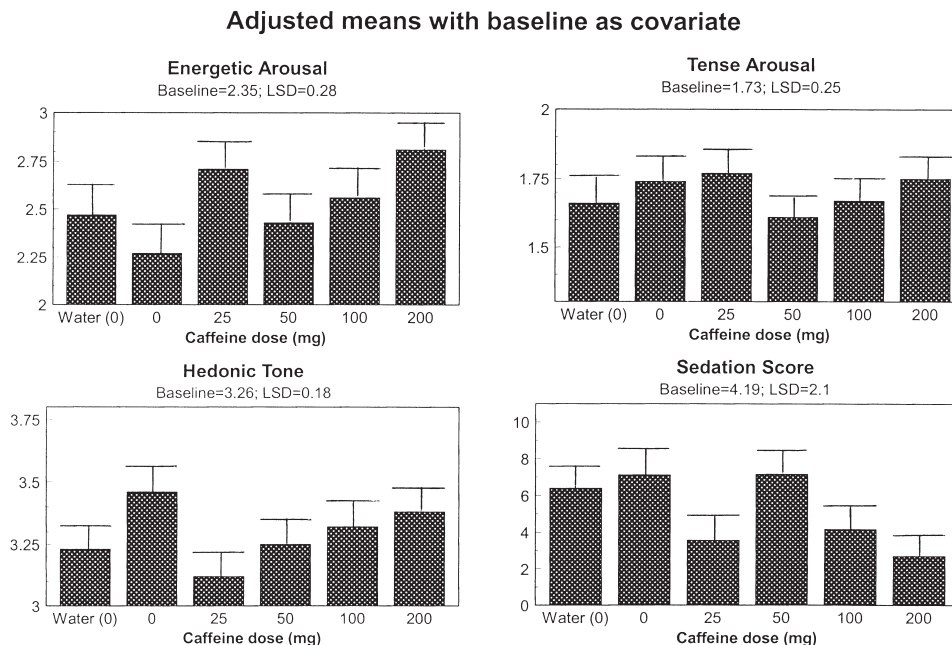 Adjusted means with baseline as covariate
Energetic Arousal
Baseline=2.35; LSD=0.28
3
2.75
2.5
2.25
2
Water (0) 0 25 50 100 200
Caffeine dose (mg)
Tense Arousal
Baseline=1.73; LSD=0.25
2
1.75
1.5
Water (0) 0 25 50 100 200
Caffeine dose (mg)
Hedonic Tone
Baseline=3.26; LSD=0.18
3.75
3.5
3.25
3
Water (0) 0 25 50 100 200
Caffeine dose (mg)
Sedation Score
Baseline=4.19; LSD=2.1
10
8
6
4
2
0
Water (0) 0 25 50 100 200
Caffeine dose (mg)